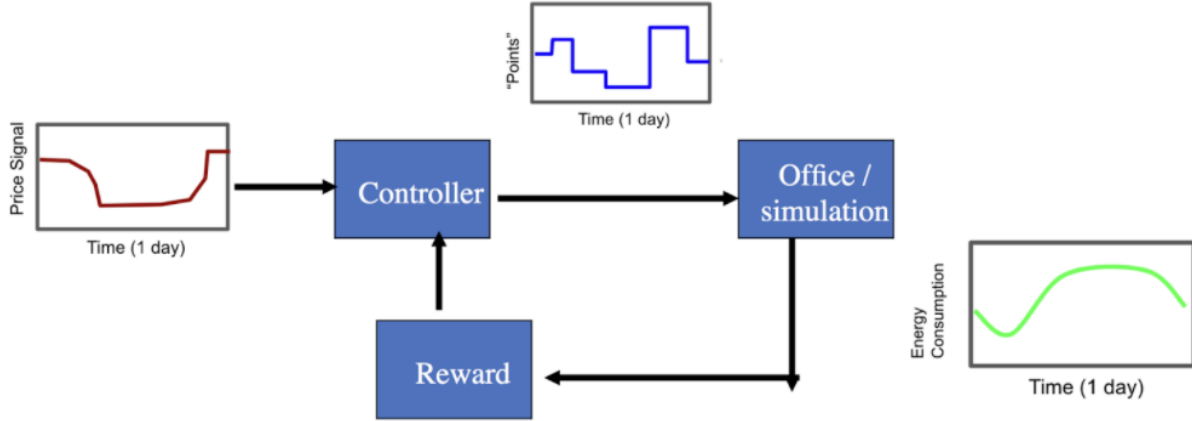 "Points"
Time (1 day)
Price Signal
Time (1 day)
Controller
Office /
simulation
Energy
Consumption
Time (1 day)
Reward